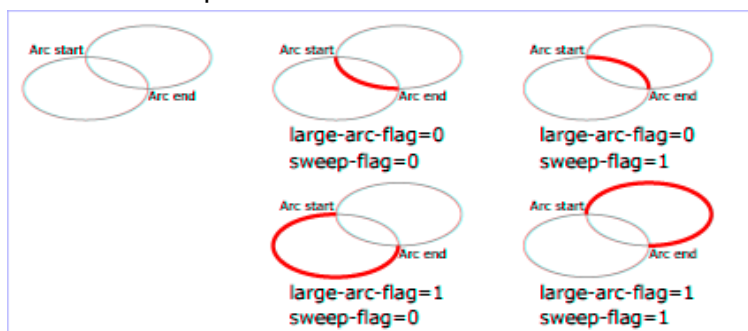 Arc start
Arc end
Arc start
Arc end
large-arc-flag=0
sweep-flag=0
Arc start
Arc end
large-arc-flag=0
sweep-flag=1
Arc start
Arc end
large-arc-flag=1
sweep-flag=0
Arc start
Arc end
large-arc-flag=1
sweep-flag=1